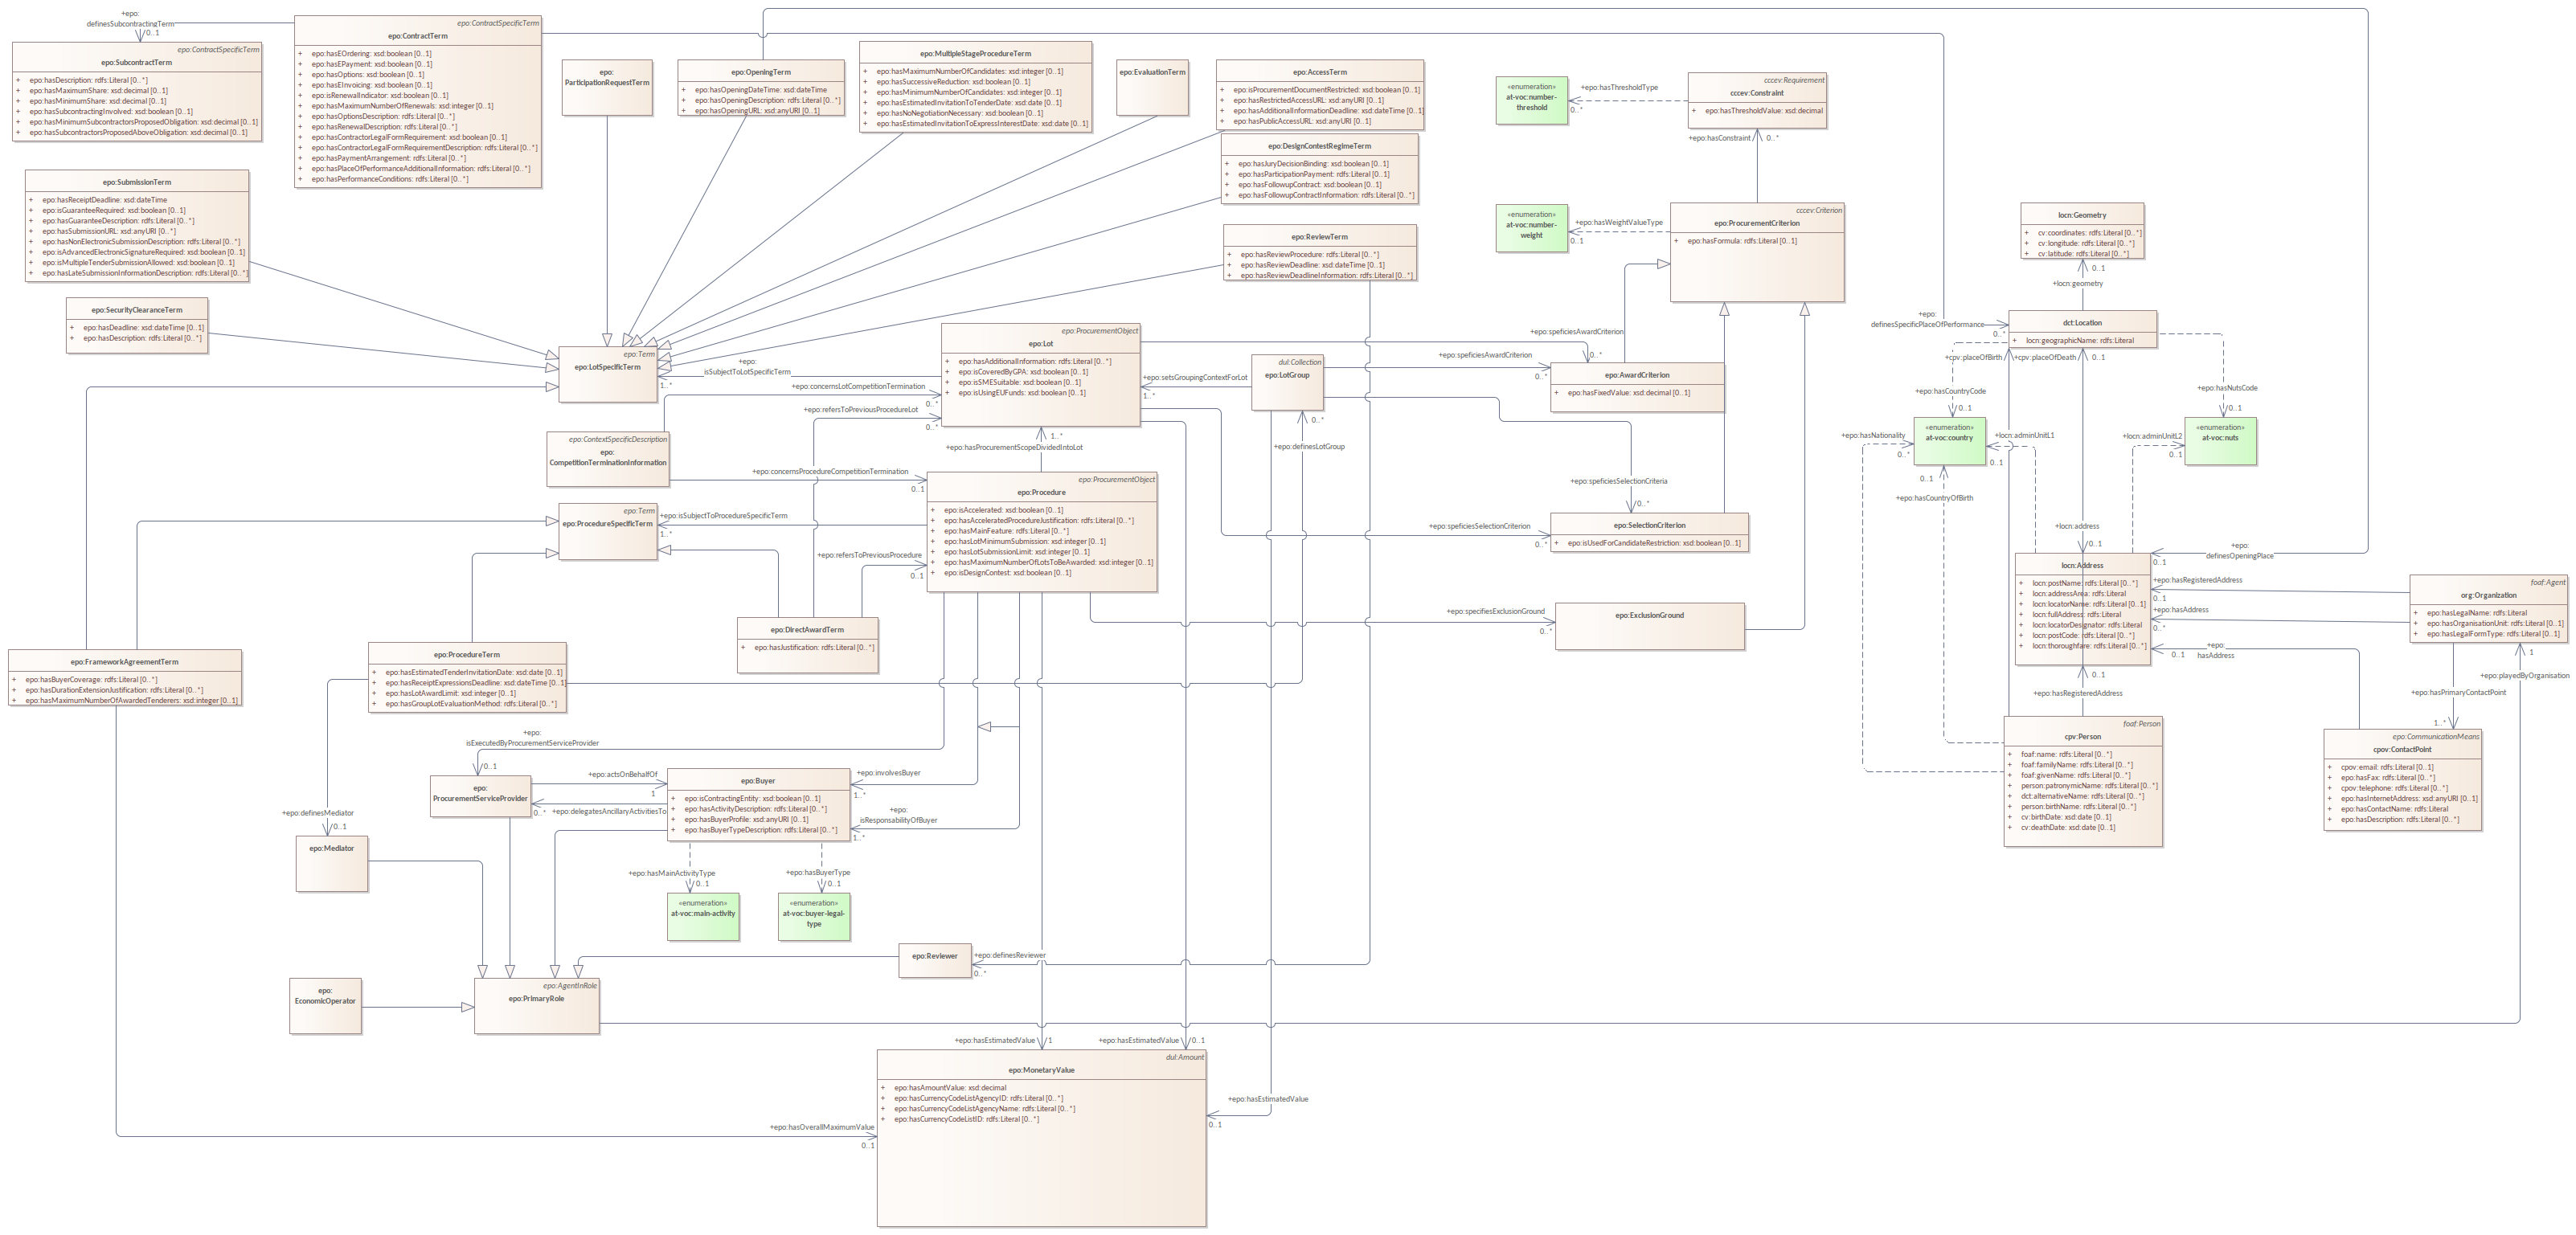 +epo:
definesSubcontractingTerm
0..1
epo:ContractSpecificTerm
epo:SubcontractTerm
+ epo:hasDescription: rdfs:Literal [0..*]
+ epo:hasMaximumShare: xsd:decimal [0..1]
+ epo:hasMinimumShare: xsd:decimal [0..1]
+ epo:hasSubcontractingInvolved: xsd:boolean [0..1]
+ epo:hasMinimumSubcontractorsProposedObligation: xsd:decimal [0..1]
+ epo:hasSubcontractorsProposedAboveObligation: xsd:decimal [0..1]
epo:ContractSpecificTerm
epo:ContractTerm
+ epo:hasEOrdering: xsd:boolean [0..1]
+ epo:hasEPayment: xsd:boolean [0..1]
+ epo:hasOptions: xsd:boolean [0..1]
+ epo:hasEInvoicing: xsd:boolean [0..1]
+ epo:isRenewalIndicator: xsd:boolean [0..1]
+ epo:hasMaximumNumberOfRenewals: xsd:integer [0..1]
+ epo:hasOptionsDescription: rdfs:Literal [0..*]
+ epo:hasRenewalDescription: rdfs:Literal [0..*]
+ epo:hasContractorLegalFormRequirement: xsd:boolean [0..1]
+ epo:hasContractorLegalFormRequirementDescription: rdfs:Literal [0..*]
+ epo:hasPaymentArrangement: rdfs:Literal [0..*]
+ epo:hasPlaceOfPerformanceAdditionalInformation: rdfs:Literal [0..*]
+ epo:hasPerformanceConditions: rdfs:Literal [0..*]
epo:
ParticipationRequestTerm
epo:OpeningTerm
+ epo:hasOpeningDateTime: xsd:dateTime
+ epo:hasOpeningDescription: rdfs:Literal [0..*]
+ epo:hasOpeningURL: xsd:anyURI [0..1]
epo:MultipleStageProcedureTerm
+ epo:hasMaximumNumberOfCandidates: xsd:integer [0..1]
+ epo:hasSuccessiveReduction: xsd:boolean [0..1]
+ epo:hasMinimumNumberOfCandidates: xsd:integer [0..1]
+ epo:hasEstimatedInvitationToTenderDate: xsd:date [0..1]
+ epo:hasNoNegotiationNecessary: xsd:boolean [0..1]
+ epo:hasEstimatedInvitationToExpressInterestDate: xsd:date [0..1]
epo:EvaluationTerm
epo:AccessTerm
+ epo:isProcurementDocumentRestricted: xsd:boolean [0..1]
+ epo:hasRestrictedAccessURL: xsd:anyURI [0..1]
+ epo:hasAdditionalInformationDeadline: xsd:dateTime [0..1]
+ epo:hasPublicAccessURL: xsd:anyURI [0..1]
epo:DesignContestRegimeTerm
+ epo:hasJuryDecisionBinding: xsd:boolean [0..1]
+ epo:hasParticipationPayment: rdfs:Literal [0..1]
+ epo:hasFollowupContract: xsd:boolean [0..1]
+ epo:hasFollowupContractInformation: rdfs:Literal [0..*]
epo:ReviewTerm
+ epo:hasReviewProcedure: rdfs:Literal [0..*]
+ epo:hasReviewDeadline: xsd:dateTime [0..1]
+ epo:hasReviewDeadlineInformation: rdfs:Literal [0..*]
«enumeration»
at-voc:number-
threshold
+epo:hasThresholdType
0..*
cccev:Requirement
cccev:Constraint
+ epo:hasThresholdValue: xsd:decimal
+epo:hasConstraint
0..*
«enumeration»
at-voc:number-
weight
+epo:hasWeightValueType
0..1
cccev:Criterion
epo:ProcurementCriterion
+ epo:hasFormula: rdfs:Literal [0..1]
locn:Geometry
+ cv:coordinates: rdfs:Literal [0..*]
+ cv:longitude: rdfs:Literal [0..*]
+ cv:latitude: rdfs:Literal [0..*]
0..1
+locn:geometry
+epo:
definesSpecificPlaceOfPerformance
0..*
dct:Location
+ locn:geographicName: rdfs:Literal
+cpv:placeOfBirth
+cpv:placeOfDeath
0..1
epo:SubmissionTerm
+ epo:hasReceiptDeadline: xsd:dateTime
+ epo:isGuaranteeRequired: xsd:boolean [0..1]
+ epo:hasGuaranteeDescription: rdfs:Literal [0..*]
+ epo:hasSubmissionURL: xsd:anyURI [0..*]
+ epo:hasNonElectronicSubmissionDescription: rdfs:Literal [0..*]
+ epo:isAdvancedElectronicSignatureRequired: xsd:boolean [0..1]
+ epo:isMultipleTenderSubmissionAllowed: xsd:boolean [0..1]
+ epo:hasLateSubmissionInformationDescription: rdfs:Literal [0..*]
epo:SecurityClearanceTerm
+ epo:hasDeadline: xsd:dateTime [0..1]
+ epo:hasDescription: rdfs:Literal [0..*]
epo:Term
epo:LotSpecificTerm
+epo:
isSubjectToLotSpecificTerm
1..*
epo:ProcurementObject
epo:Lot
+ epo:hasAdditionalInformation: rdfs:Literal [0..*]
+ epo:isCoveredByGPA: xsd:boolean [0..1]
+ epo:isSMESuitable: xsd:boolean [0..1]
+ epo:isUsingEUFunds: xsd:boolean [0..1]
+epo:concernsLotCompetitionTermination
0..*
+epo:refersToPreviousProcedureLot
0..*
+epo:setsGroupingContextForLot
1..*
dul:Collection
epo:LotGroup
0..*
+epo:definesLotGroup
+epo:speficiesAwardCriterion
0..*
+epo:speficiesAwardCriterion
0..*
epo:AwardCriterion
+ epo:hasFixedValue: xsd:decimal [0..1]
+epo:hasCountryCode
0..1
+epo:hasNutsCode
0..1
«enumeration»
at-voc:country
«enumeration»
at-voc:nuts
+epo:hasNationality
0..*
+locn:adminUnitL1
0..1
+locn:adminUnitL2
0..1
0..1
+epo:hasCountryOfBirth
epo:ContextSpecificDescription
epo:
CompetitionTerminationInformation
+epo:concernsProcedureCompetitionTermination
0..1
1..*
+epo:hasProcurementScopeDividedIntoLot
epo:ProcurementObject
epo:Procedure
+ epo:isAccelerated: xsd:boolean [0..1]
+ epo:hasAcceleratedProcedureJustification: rdfs:Literal [0..*]
+ epo:hasMainFeature: rdfs:Literal [0..*]
+ epo:hasLotMinimumSubmission: xsd:integer [0..1]
+ epo:hasLotSubmissionLimit: xsd:integer [0..1]
+ epo:hasMaximumNumberOfLotsToBeAwarded: xsd:integer [0..1]
+ epo:isDesignContest: xsd:boolean [0..1]
epo:Term
epo:ProcedureSpecificTerm
+epo:isSubjectToProcedureSpecificTerm
1..*
+epo:refersToPreviousProcedure
0..1
+epo:speficiesSelectionCriteria
0..*
+epo:speficiesSelectionCriterion
0..*
epo:SelectionCriterion
+ epo:isUsedForCandidateRestriction: xsd:boolean [0..1]
+epo:specifiesExclusionGround
0..*
epo:ExclusionGround
+locn:address
0..1
+epo:
definesOpeningPlace
0..1
locn:Address
+ locn:postName: rdfs:Literal [0..*]
+ locn:addressArea: rdfs:Literal
+ locn:locatorName: rdfs:Literal [0..1]
+ locn:fullAddress: rdfs:Literal
+ locn:locatorDesignator: rdfs:Literal
+ locn:postCode: rdfs:Literal [0..*]
+ locn:thoroughfare: rdfs:Literal [0..*]
+epo:hasRegisteredAddress
0..1
+epo:hasAddress
0..*
+epo:
hasAddress
0..1
foaf:Agent
org:Organization
+ epo:hasLegalName: rdfs:Literal
+ epo:hasOrganisationUnit: rdfs:Literal [0..1]
+ epo:hasLegalFormType: rdfs:Literal [0..1]
1
+epo:playedByOrganisation
+epo:hasPrimaryContactPoint
1..*
0..1
+epo:hasRegisteredAddress
epo:DirectAwardTerm
+ epo:hasJustification: rdfs:Literal [0..*]
epo:FrameworkAgreementTerm
+ epo:hasBuyerCoverage: rdfs:Literal [0..*]
+ epo:hasDurationExtensionJustification: rdfs:Literal [0..*]
+ epo:hasMaximumNumberOfAwardedTenderers: xsd:integer [0..1]
epo:ProcedureTerm
+ epo:hasEstimatedTenderInvitationDate: xsd:date [0..1]
+ epo:hasReceiptExpressionsDeadline: xsd:dateTime [0..1]
+ epo:hasLotAwardLimit: xsd:integer [0..1]
+ epo:hasGroupLotEvaluationMethod: rdfs:Literal [0..*]
foaf:Person
cpv:Person
+ foaf:name: rdfs:Literal [0..*]
+ foaf:familyName: rdfs:Literal [0..*]
+ foaf:givenName: rdfs:Literal [0..*]
+ person:patronymicName: rdfs:Literal [0..*]
+ dct:alternativeName: rdfs:Literal [0..*]
+ person:birthName: rdfs:Literal [0..*]
+ cv:birthDate: xsd:date [0..1]
+ cv:deathDate: xsd:date [0..1]
epo:CommunicationMeans
cpov:ContactPoint
+ cpov:email: rdfs:Literal [0..1]
+ epo:hasFax: rdfs:Literal [0..*]
+ cpov:telephone: rdfs:Literal [0..*]
+ epo:hasInternetAddress: xsd:anyURI [0..1]
+ epo:hasContactName: rdfs:Literal
+ epo:hasDescription: rdfs:Literal [0..*]
+epo:
isExecutedByProcurementServiceProvider
0..1
epo:
ProcurementServiceProvider
+epo:actsOnBehalfOf
1
0..*
+epo:delegatesAncillaryActivitiesTo
epo:Buyer
+ epo:isContractingEntity: xsd:boolean [0..1]
+ epo:hasActivityDescription: rdfs:Literal [0..*]
+ epo:hasBuyerProfile: xsd:anyURI [0..1]
+ epo:hasBuyerTypeDescription: rdfs:Literal [0..*]
+epo:involvesBuyer
1..*
+epo:
isResponsabilityOfBuyer
1..*
+epo:definesMediator
0..1
epo:Mediator
+epo:hasMainActivityType
0..1
+epo:hasBuyerType
0..1
«enumeration»
at-voc:main-activity
«enumeration»
at-voc:buyer-legal-
type
epo:Reviewer
+epo:definesReviewer
0..*
epo:
EconomicOperator
epo:AgentInRole
epo:PrimaryRole
+epo:hasEstimatedValue
1
+epo:hasEstimatedValue
0..1
dul:Amount
epo:MonetaryValue
+ epo:hasAmountValue: xsd:decimal
+ epo:hasCurrencyCodeListAgencyID: rdfs:Literal [0..*]
+ epo:hasCurrencyCodeListAgencyName: rdfs:Literal [0..*]
+ epo:hasCurrencyCodeListID: rdfs:Literal [0..*]
+epo:hasEstimatedValue
0..1
+epo:hasOverallMaximumValue
0..1